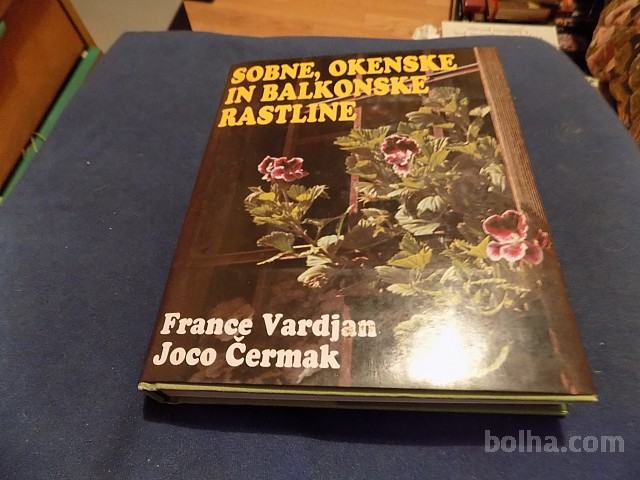 SOBNE, OKENSKE
IN BALKONSKE
RASTLINE
France Vardjan
Joco Čermak
bolha.com